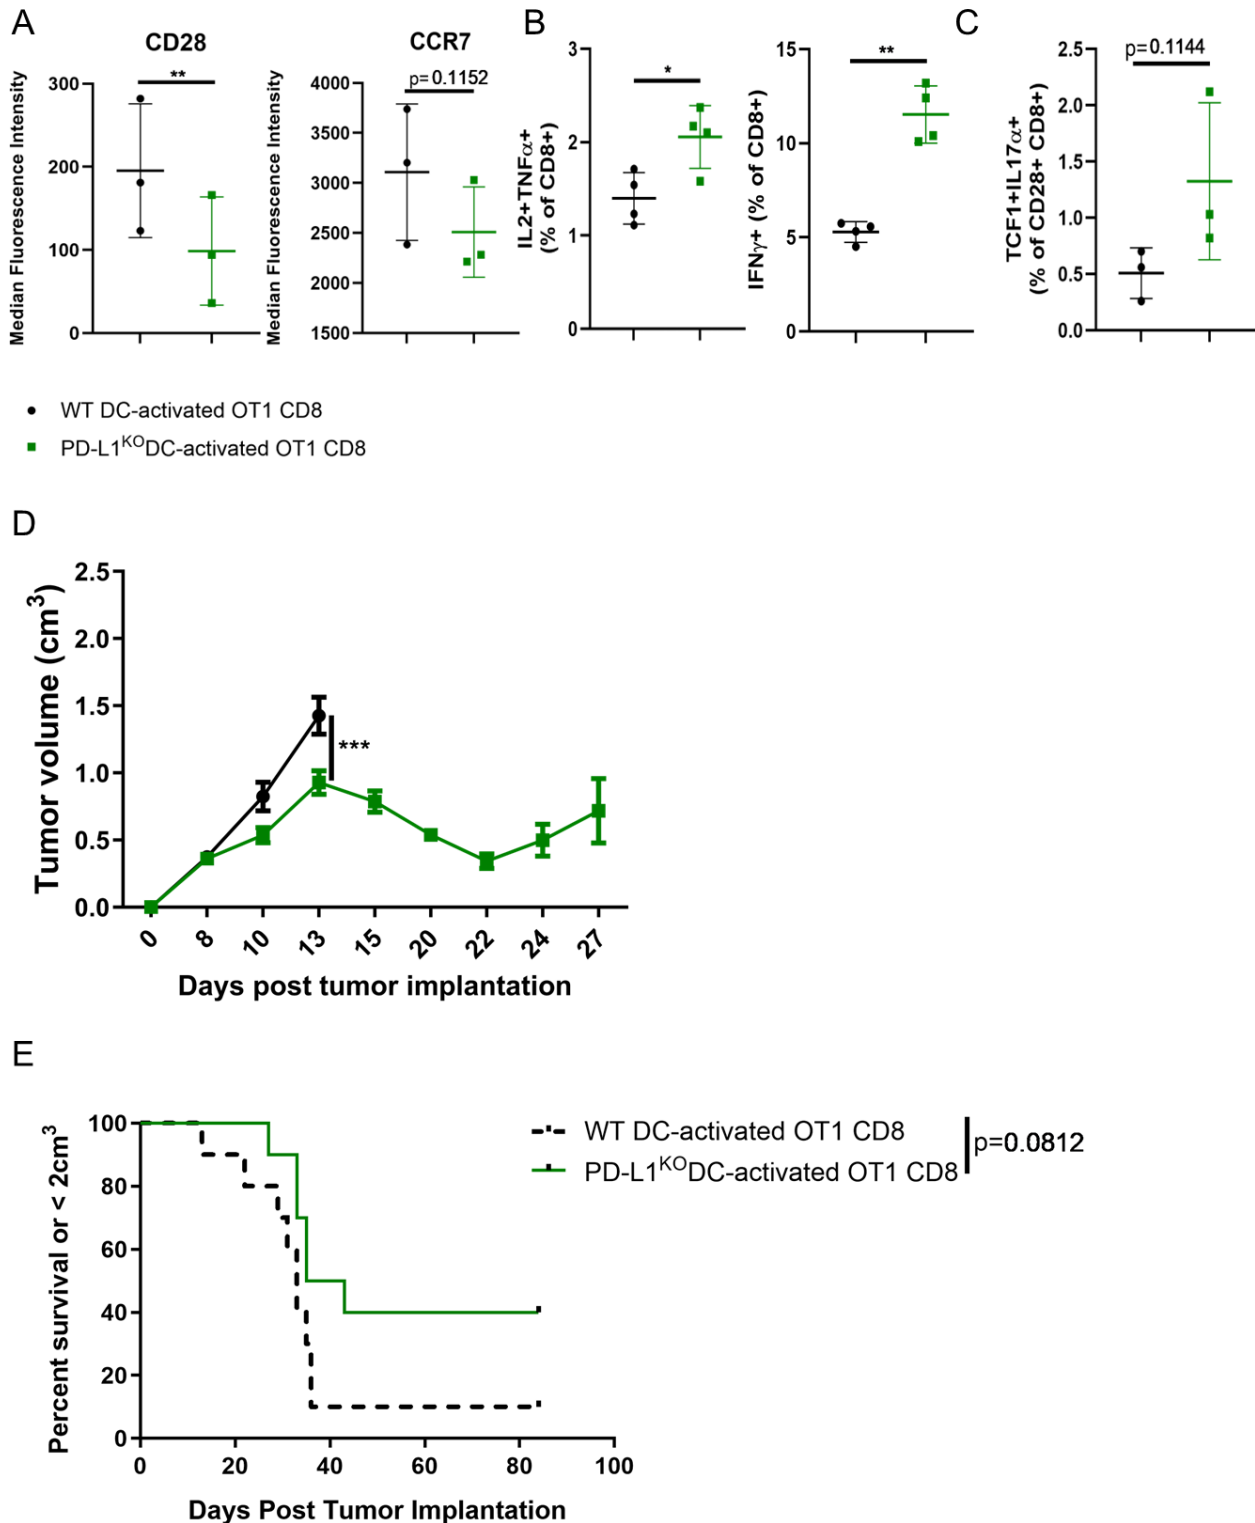 A
CD28
Median Fluorescence Intensity
300
200
100
0
**
CCR7
Median Fluorescence Intensity
4000
3500
3000
2500
2000
1500
p= 0.1152
B
IL2+TNFα+
(% of CD8+)
3
2
1
0
*
IFNγ+ (% of CD8+)
15
10
5
0
**
C
TCF1+IL17α+
(% of CD28+ CD8+)
2.5
2.0
1.5
1.0
0.5
0.0
p=0.1144
WT DC-activated OT1 CD8
PD-L1^KO DC-activated OT1 CD8
D
Tumor volume (cm³)
2.5
2.0
1.5
1.0
0.5
0.0
***
0 8 10 13 15 20 22 24 27
Days post tumor implantation
E
Percent survival or < 2cm³
100
80
60
40
20
0
0 20 40 60 80 100
Days Post Tumor Implantation
WT DC-activated OT1 CD8
PD-L1^KO DC-activated OT1 CD8
p=0.0812